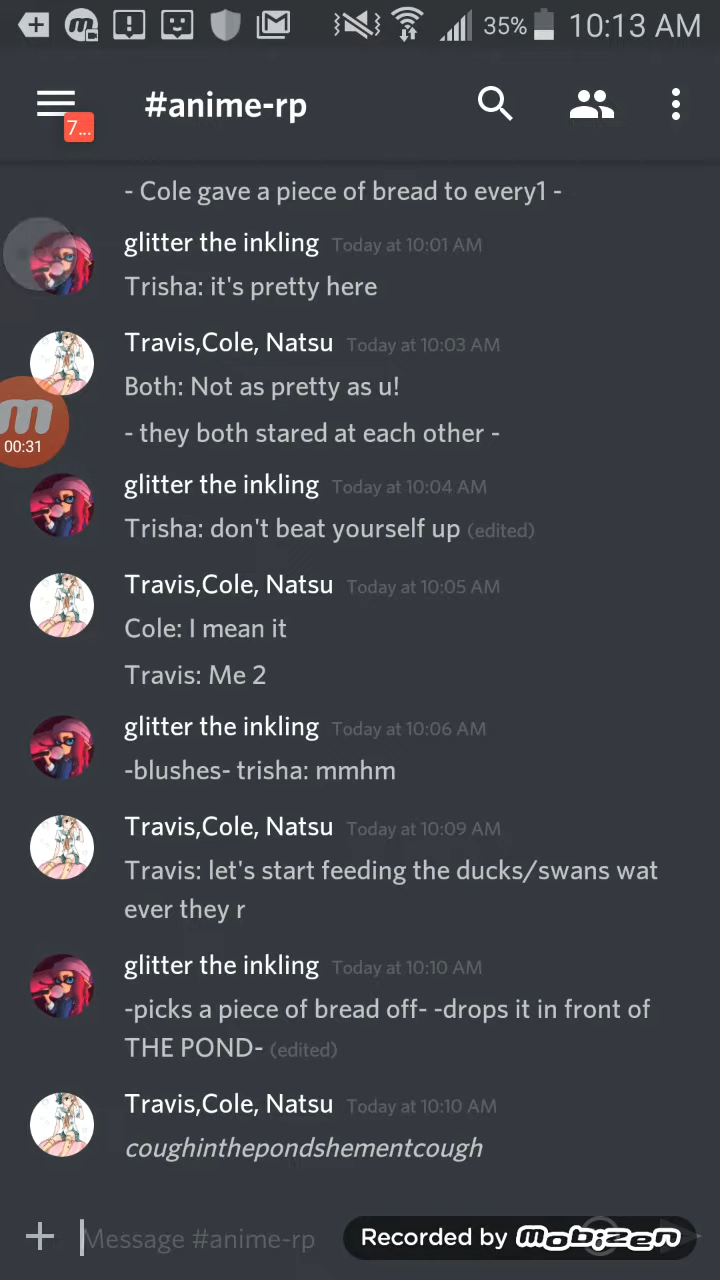 35% 10:13 AM
#anime-rp
7...
- Cole gave a piece of bread to every1 -
glitter the inkling Today at 10:01 AM
Trisha: it's pretty here
Travis,Cole, Natsu Today at 10:03 AM
Both: Not as pretty as u!
- they both stared at each other -
m
00:31
glitter the inkling Today at 10:04 AM
Trisha: don't beat yourself up (edited)
Travis,Cole, Natsu Today at 10:05 AM
Cole: I mean it
Travis: Me 2
glitter the inkling Today at 10:06 AM
-blushes- trisha: mmhm
Travis,Cole, Natsu Today at 10:09 AM
Travis: let's start feeding the ducks/swans wat
ever they r
glitter the inkling Today at 10:10 AM
-picks a piece of bread off- -drops it in front of
THE POND- (edited)
Travis,Cole, Natsu Today at 10:10 AM
coughinthepondshementcough
Message #anime-rp
Recorded by mobizen